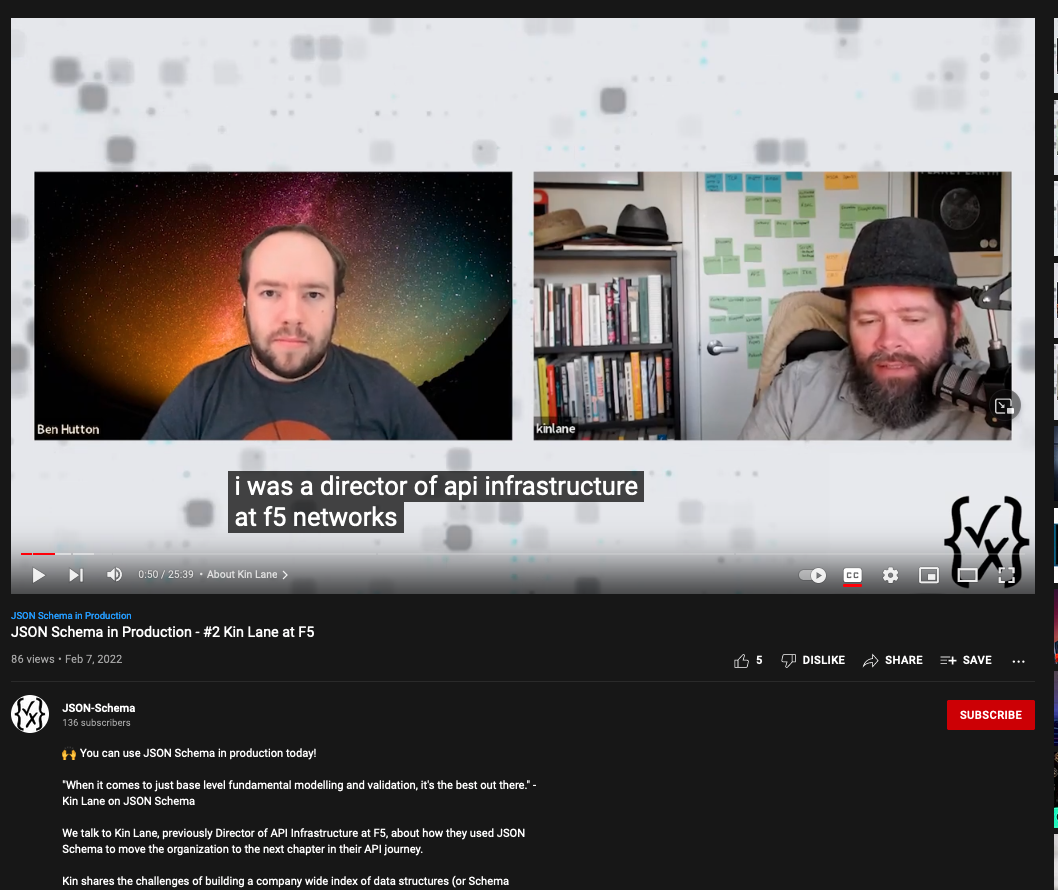 PLANET EARTH
Ben Hutton
kinlane
i was a director of api infrastructure
at f5 networks
0:50 / 25:39 • About Kin Lane
CC
JSON Schema in Production
JSON Schema in Production - #2 Kin Lane at F5
86 views • Feb 7, 2022
5
DISLIKE
SHARE
SAVE
JSON-Schema
136 subscribers
SUBSCRIBE
🙌 You can use JSON Schema in production today!
"When it comes to just base level fundamental modelling and validation, it's the best out there." -
Kin Lane on JSON Schema
We talk to Kin Lane, previously Director of API Infrastructure at F5, about how they used JSON
Schema to move the organization to the next chapter in their API journey.
Kin shares the challenges of building a company wide index of data structures (or Schema